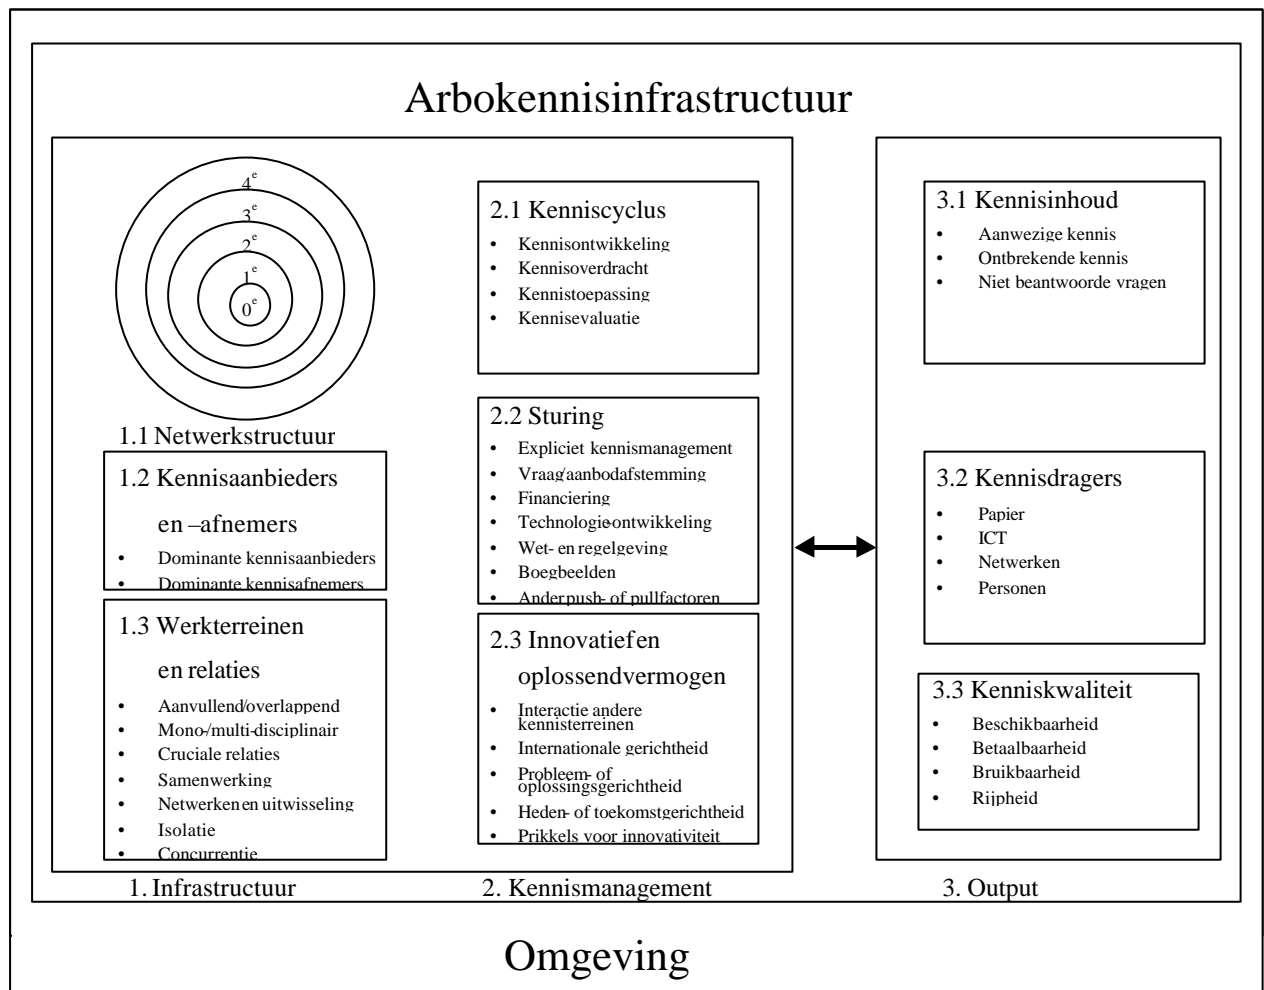 Arbokennisinfrastructuur
4e
3e
2e
1e
0e
1.1 Netwerkstructuur
1.2 Kennisaanbieders
en –afnemers
• Dominante kennisaanbieders
• Dominante kennisafnemers
1.3 Werkterreinen
en relaties
• Aanvullend/overlappend
• Mono-/multi-disciplinair
• Cruciale relaties
• Samenwerking
• Netwerken en uitwisseling
• Isolatie
• Concurrentie
1. Infrastructuur
2.1 Kenniscyclus
• Kennisontwikkeling
• Kennisoverdracht
• Kennistoepassing
• Kennisevaluatie
2.2 Sturing
• Expliciet kennismanagement
• Vraag/aanbodafstemming
• Financiering
• Technologie-ontwikkeling
• Wet- en regelgeving
• Boegbeelden
• Ander push- of pullfactoren
2.3 Innovatief en
oplossend vermogen
• Interactie andere
kennisterreinen
• Internationale gerichtheid
• Probleem- of
oplossingsgerichtheid
• Heden- of toekomstgerichtheid
• Prikkels voor innovativiteit
2. Kennismanagement
3.1 Kennisinhoud
• Aanwezige kennis
• Ontbrekende kennis
• Niet beantwoorde vragen
3.2 Kennisdragers
• Papier
• ICT
• Netwerken
• Personen
3.3 Kenniskwaliteit
• Beschikbaarheid
• Betaalbaarheid
• Bruikbaarheid
• Rijpheid
3. Output
Omgeving